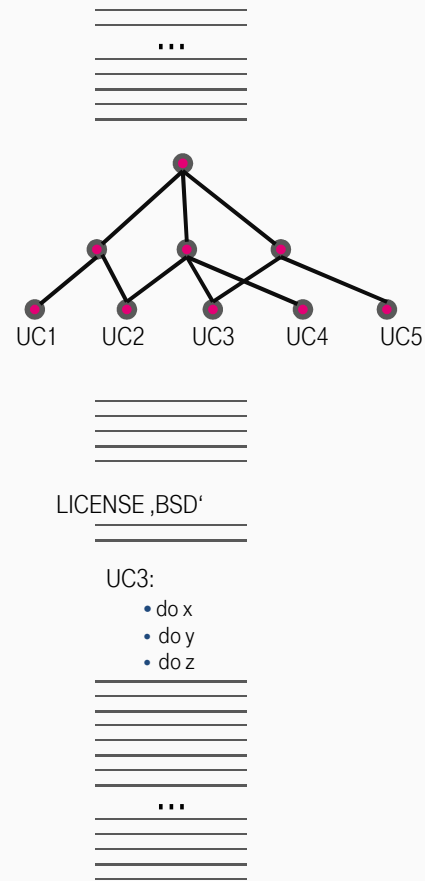 ...
UC1 UC2 UC3 UC4 UC5
LICENSE ‚BSD‘
UC3:
• do x
• do y
• do z
...